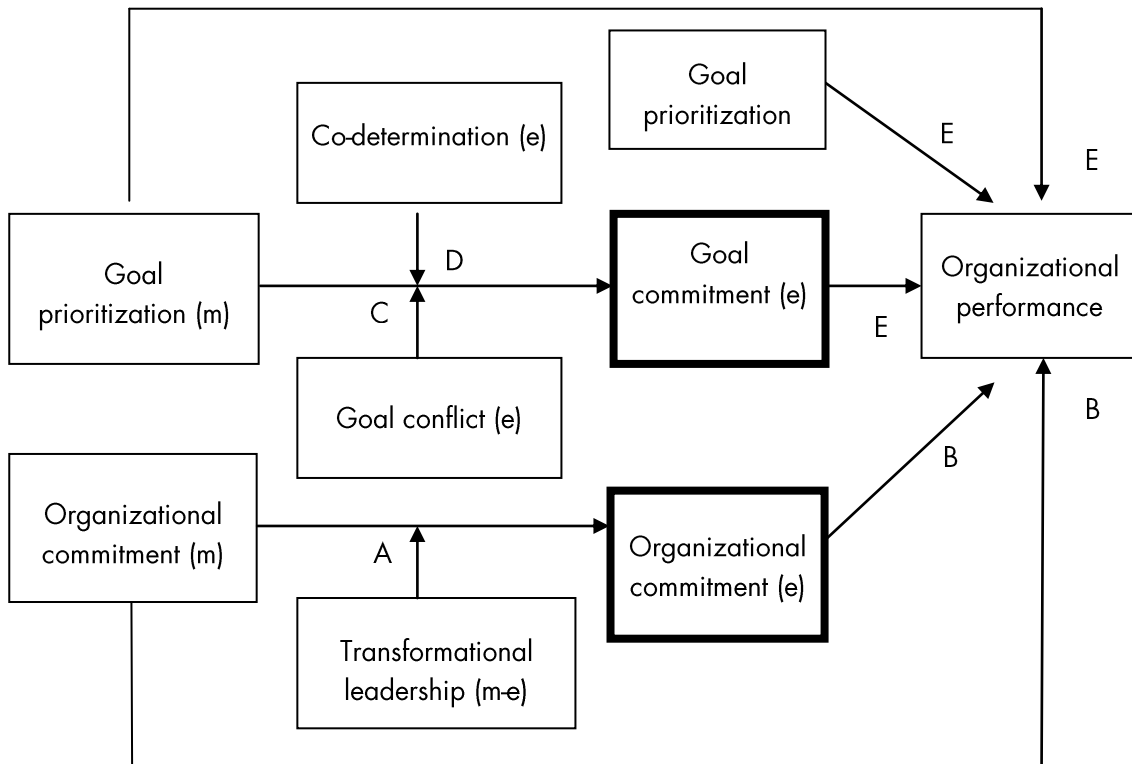 Goal
prioritization
Co-determination (e)
E
E
Goal
prioritization (m)
D
C
Goal
commitment (e)
E
Organizational
performance
Goal conflict (e)
B
B
Organizational
commitment (m)
A
Organizational
commitment (e)
Transformational
leadership (m-e)